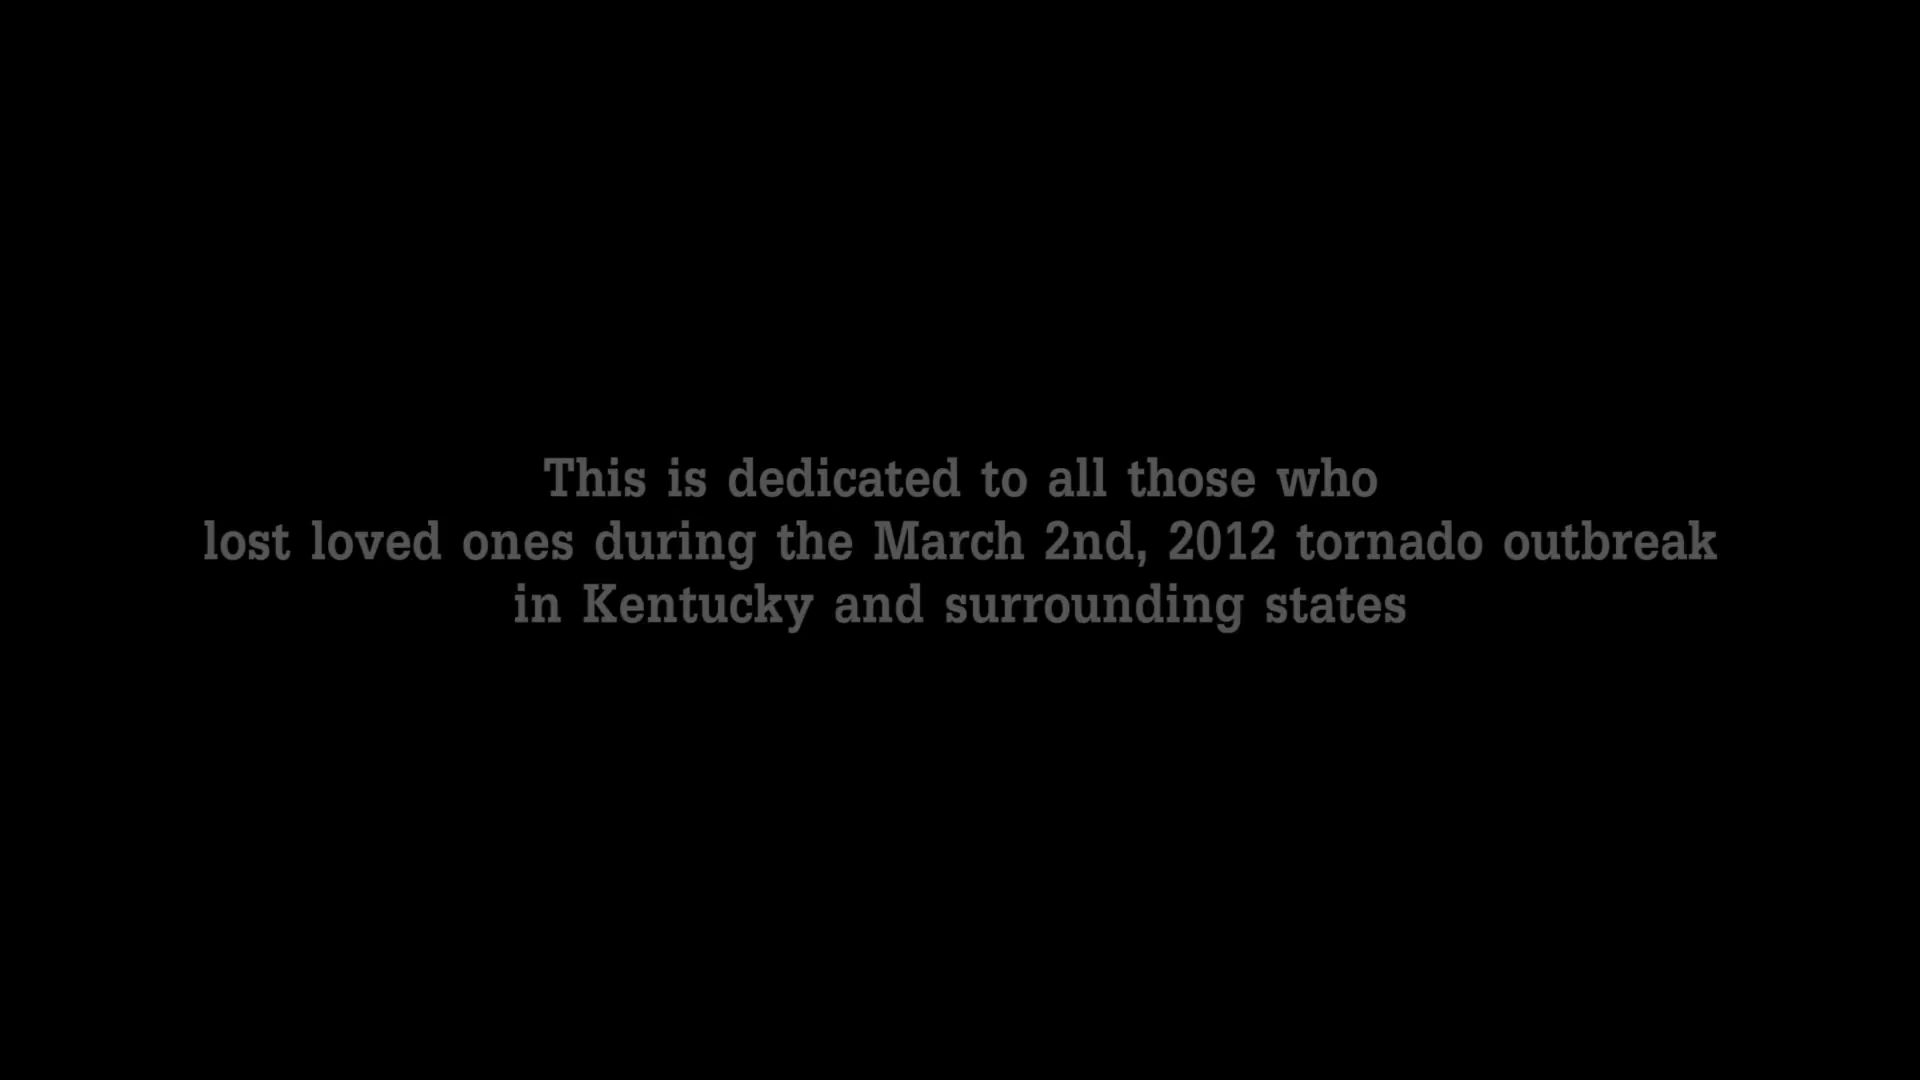 This is dedicated to all those who
lost loved ones during the March 2nd, 2012 tornado outbreak
in Kentucky and surrounding states